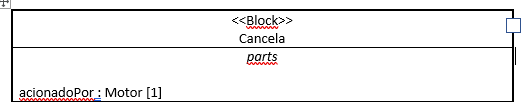 <<Block>>
Cancela
parts
acionadoPor : Motor [1]